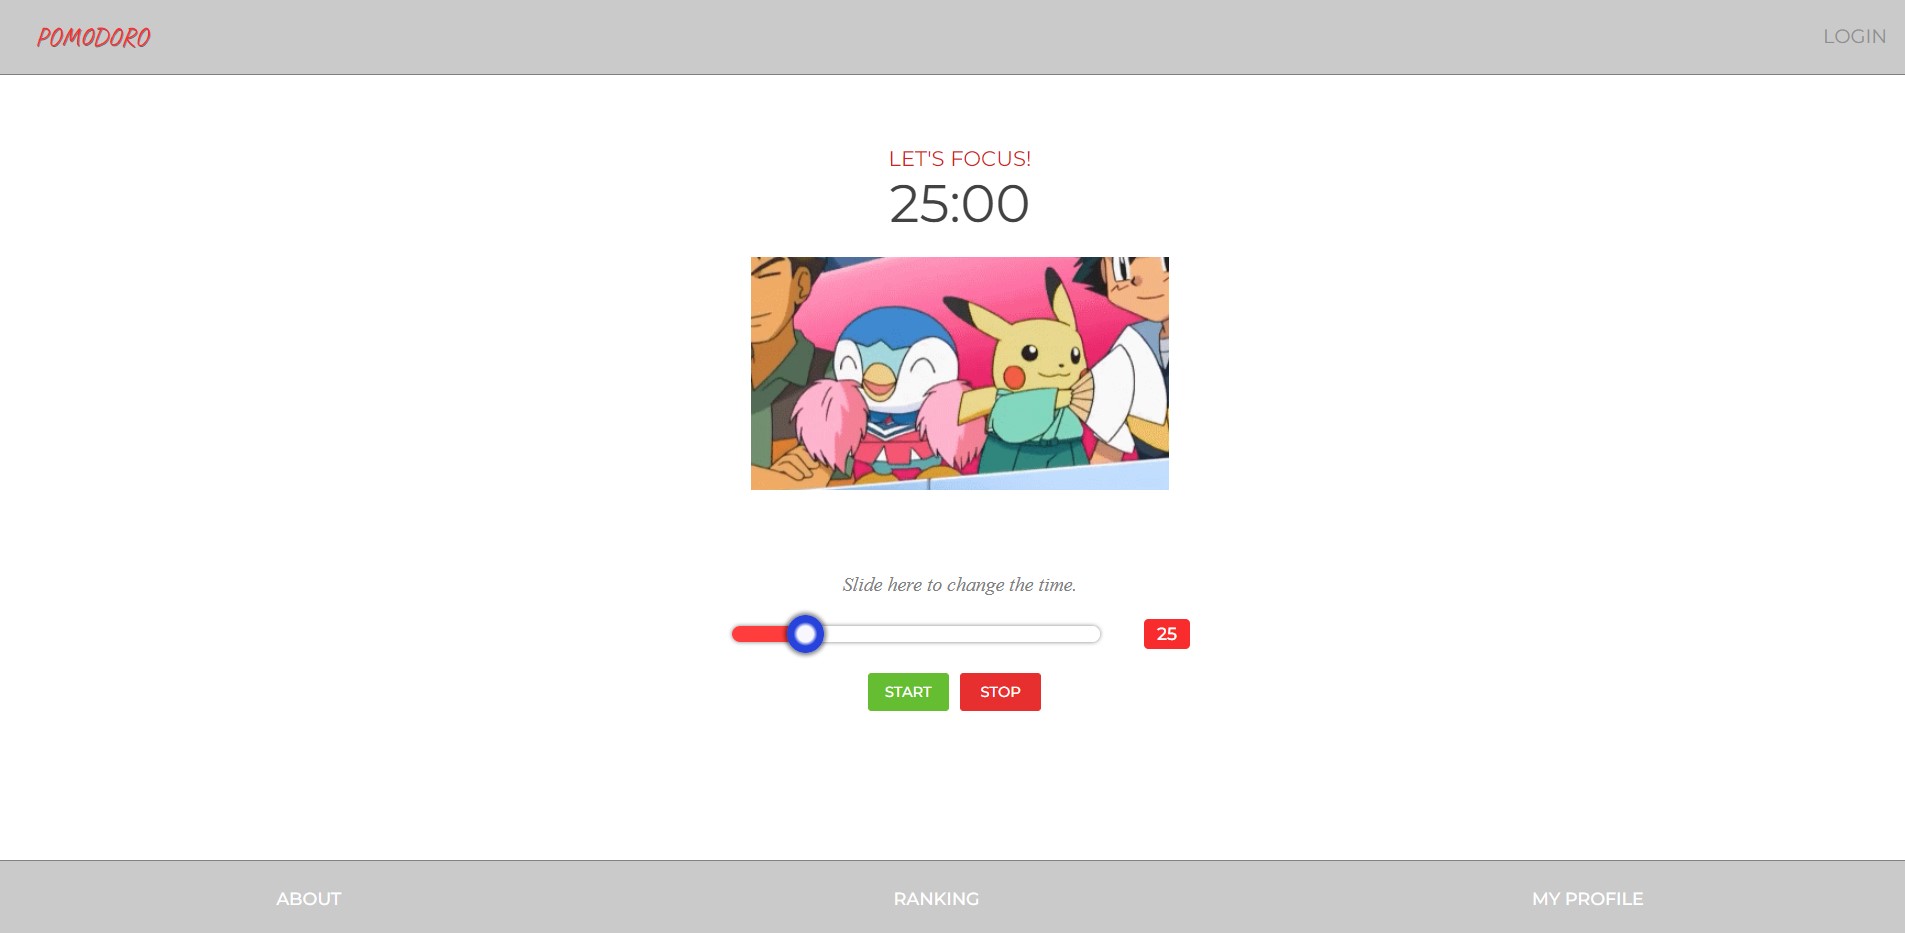 POMODORO
LOGIN
LET'S FOCUS!
25:00
Slide here to change the time.
25
START
STOP
ABOUT
RANKING
MY PROFILE